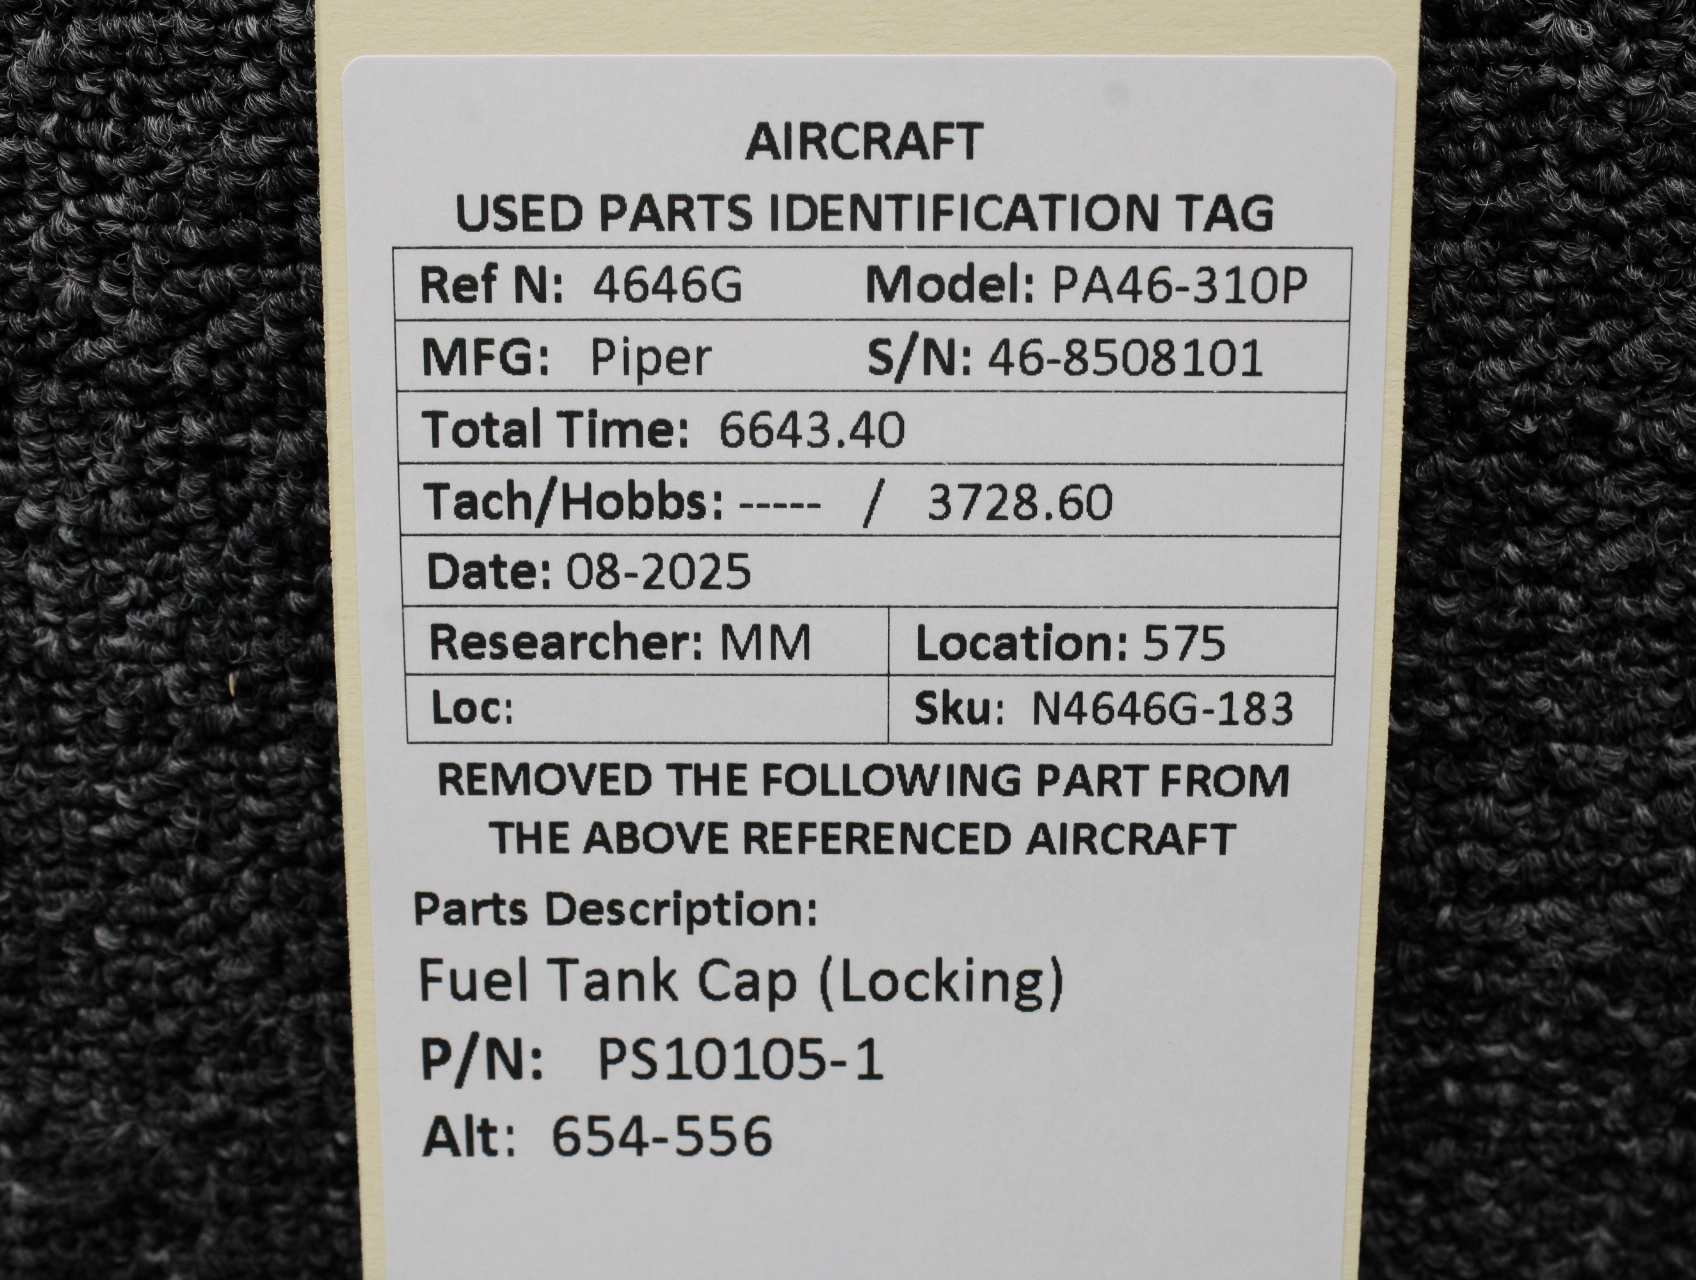 AIRCRAFT
USED PARTS IDENTIFICATION TAG
Ref N: 4646G Model: PA46-310P
MFG: Piper S/N: 46-8508101
Total Time: 6643.40
Tach/Hobbs: ----- / 3728.60
Date: 08-2025
Researcher: MM Location: 575
Loc: Sku: N4646G-183
REMOVED THE FOLLOWING PART FROM
THE ABOVE REFERENCED AIRCRAFT
Parts Description:
Fuel Tank Cap (Locking)
P/N: PS10105-1
Alt: 654-556